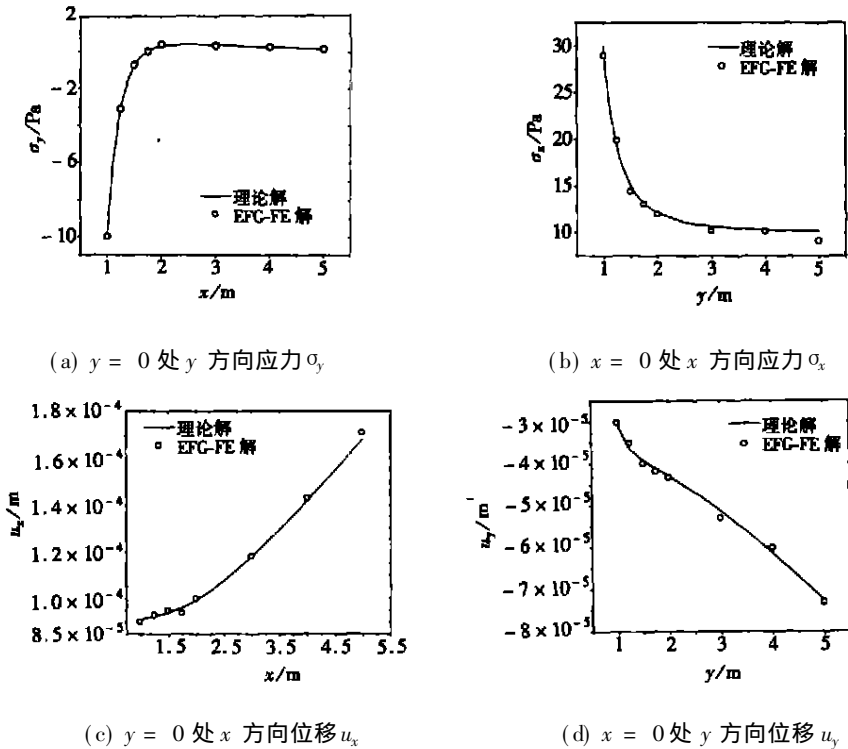 2
-2
-6
-10
σy/Pa
理论解
EFG-FE 解
1 2 3 4 5
x/m
(a) y = 0 处 y 方向应力 σy
30
25
20
15
10
σx/Pa
理论解
EFG-FE 解
1 2 3 4 5
y/m
(b) x = 0 处 x 方向应力 σx
1.8×10⁻⁴
1.6×10⁻⁴
1.4×10⁻⁴
1.2×10⁻⁴
1.0×10⁻⁴
8.5×10⁻⁵
ux/m
理论解
EFG-FE 解
1.5 2.5 3.5 4.5 5.5
x/m
(c) y = 0 处 x 方向位移 ux
-3×10⁻⁵
-4×10⁻⁵
-5×10⁻⁵
-6×10⁻⁵
-7×10⁻⁵
-8×10⁻⁵
uy/m
理论解
EFG-FE 解
1 2 3 4 5
y/m
(d) x = 0 处 y 方向位移 uy